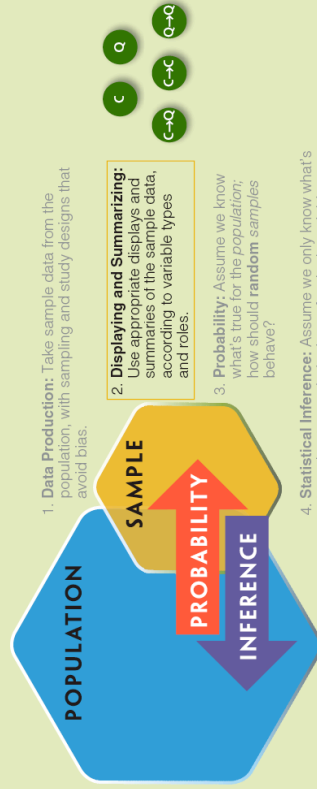 POPULATION
SAMPLE
PROBABILITY
INFERENCE
1. Data Production: Take sample data from the
population, with sampling and study designs that
avoid bias.
2. Displaying and Summarizing:
Use appropriate displays and
summaries of the sample data,
according to variable types
and roles.
C Q
C→Q C→C Q→Q
3. Probability: Assume we know
what's true for the population;
how should random samples
behave?
4. Statistical Inference: Assume we only know what's